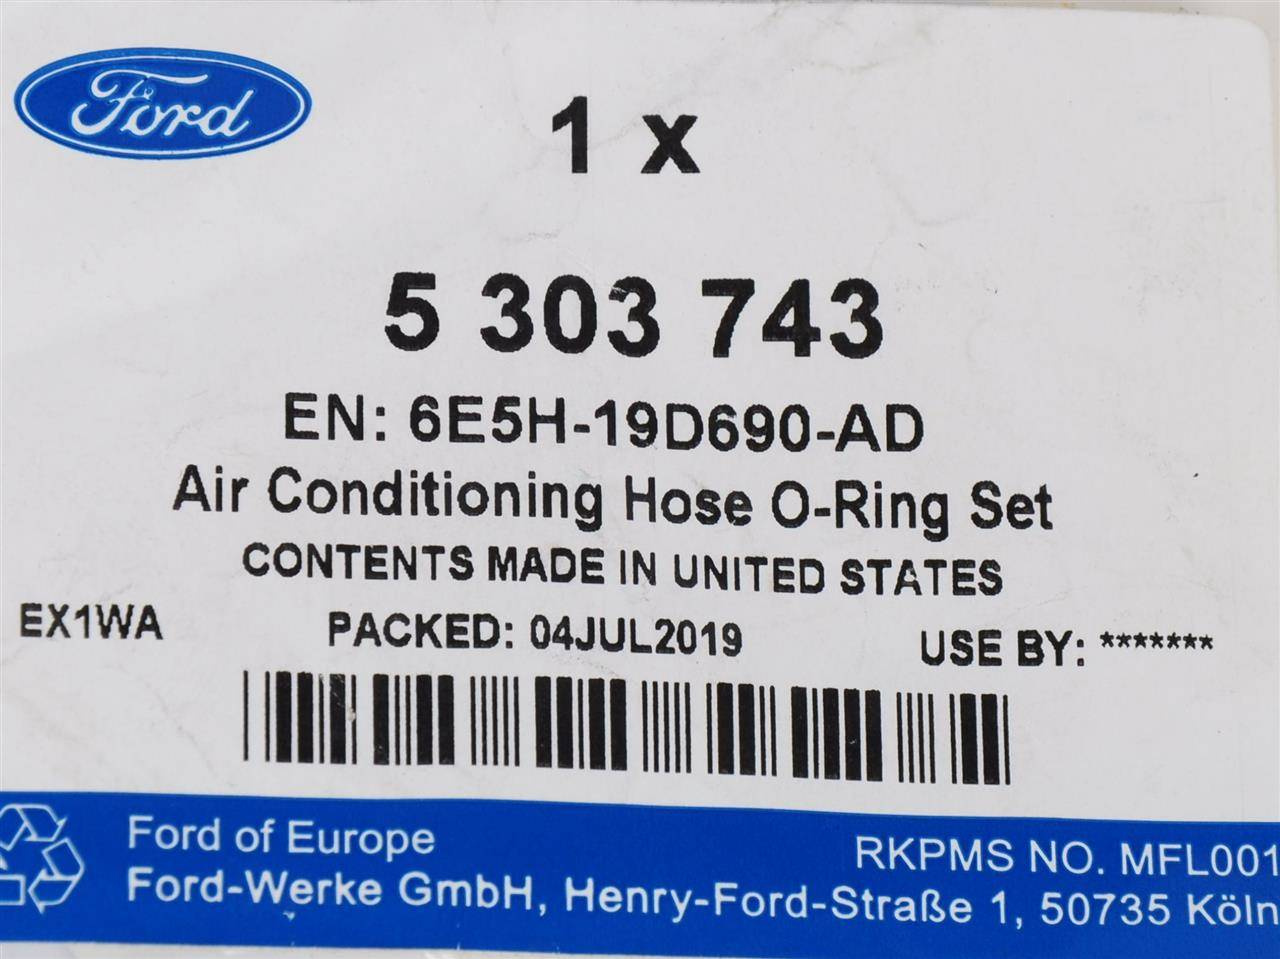 Ford
1 x
5 303 743
EN: 6E5H-19D690-AD
Air Conditioning Hose O-Ring Set
CONTENTS MADE IN UNITED STATES
EX1WA PACKED: 04JUL2019 USE BY: *******
Ford of Europe
RKPMS NO. MFL001
Ford-Werke GmbH, Henry-Ford-Straße 1, 50735 Köln